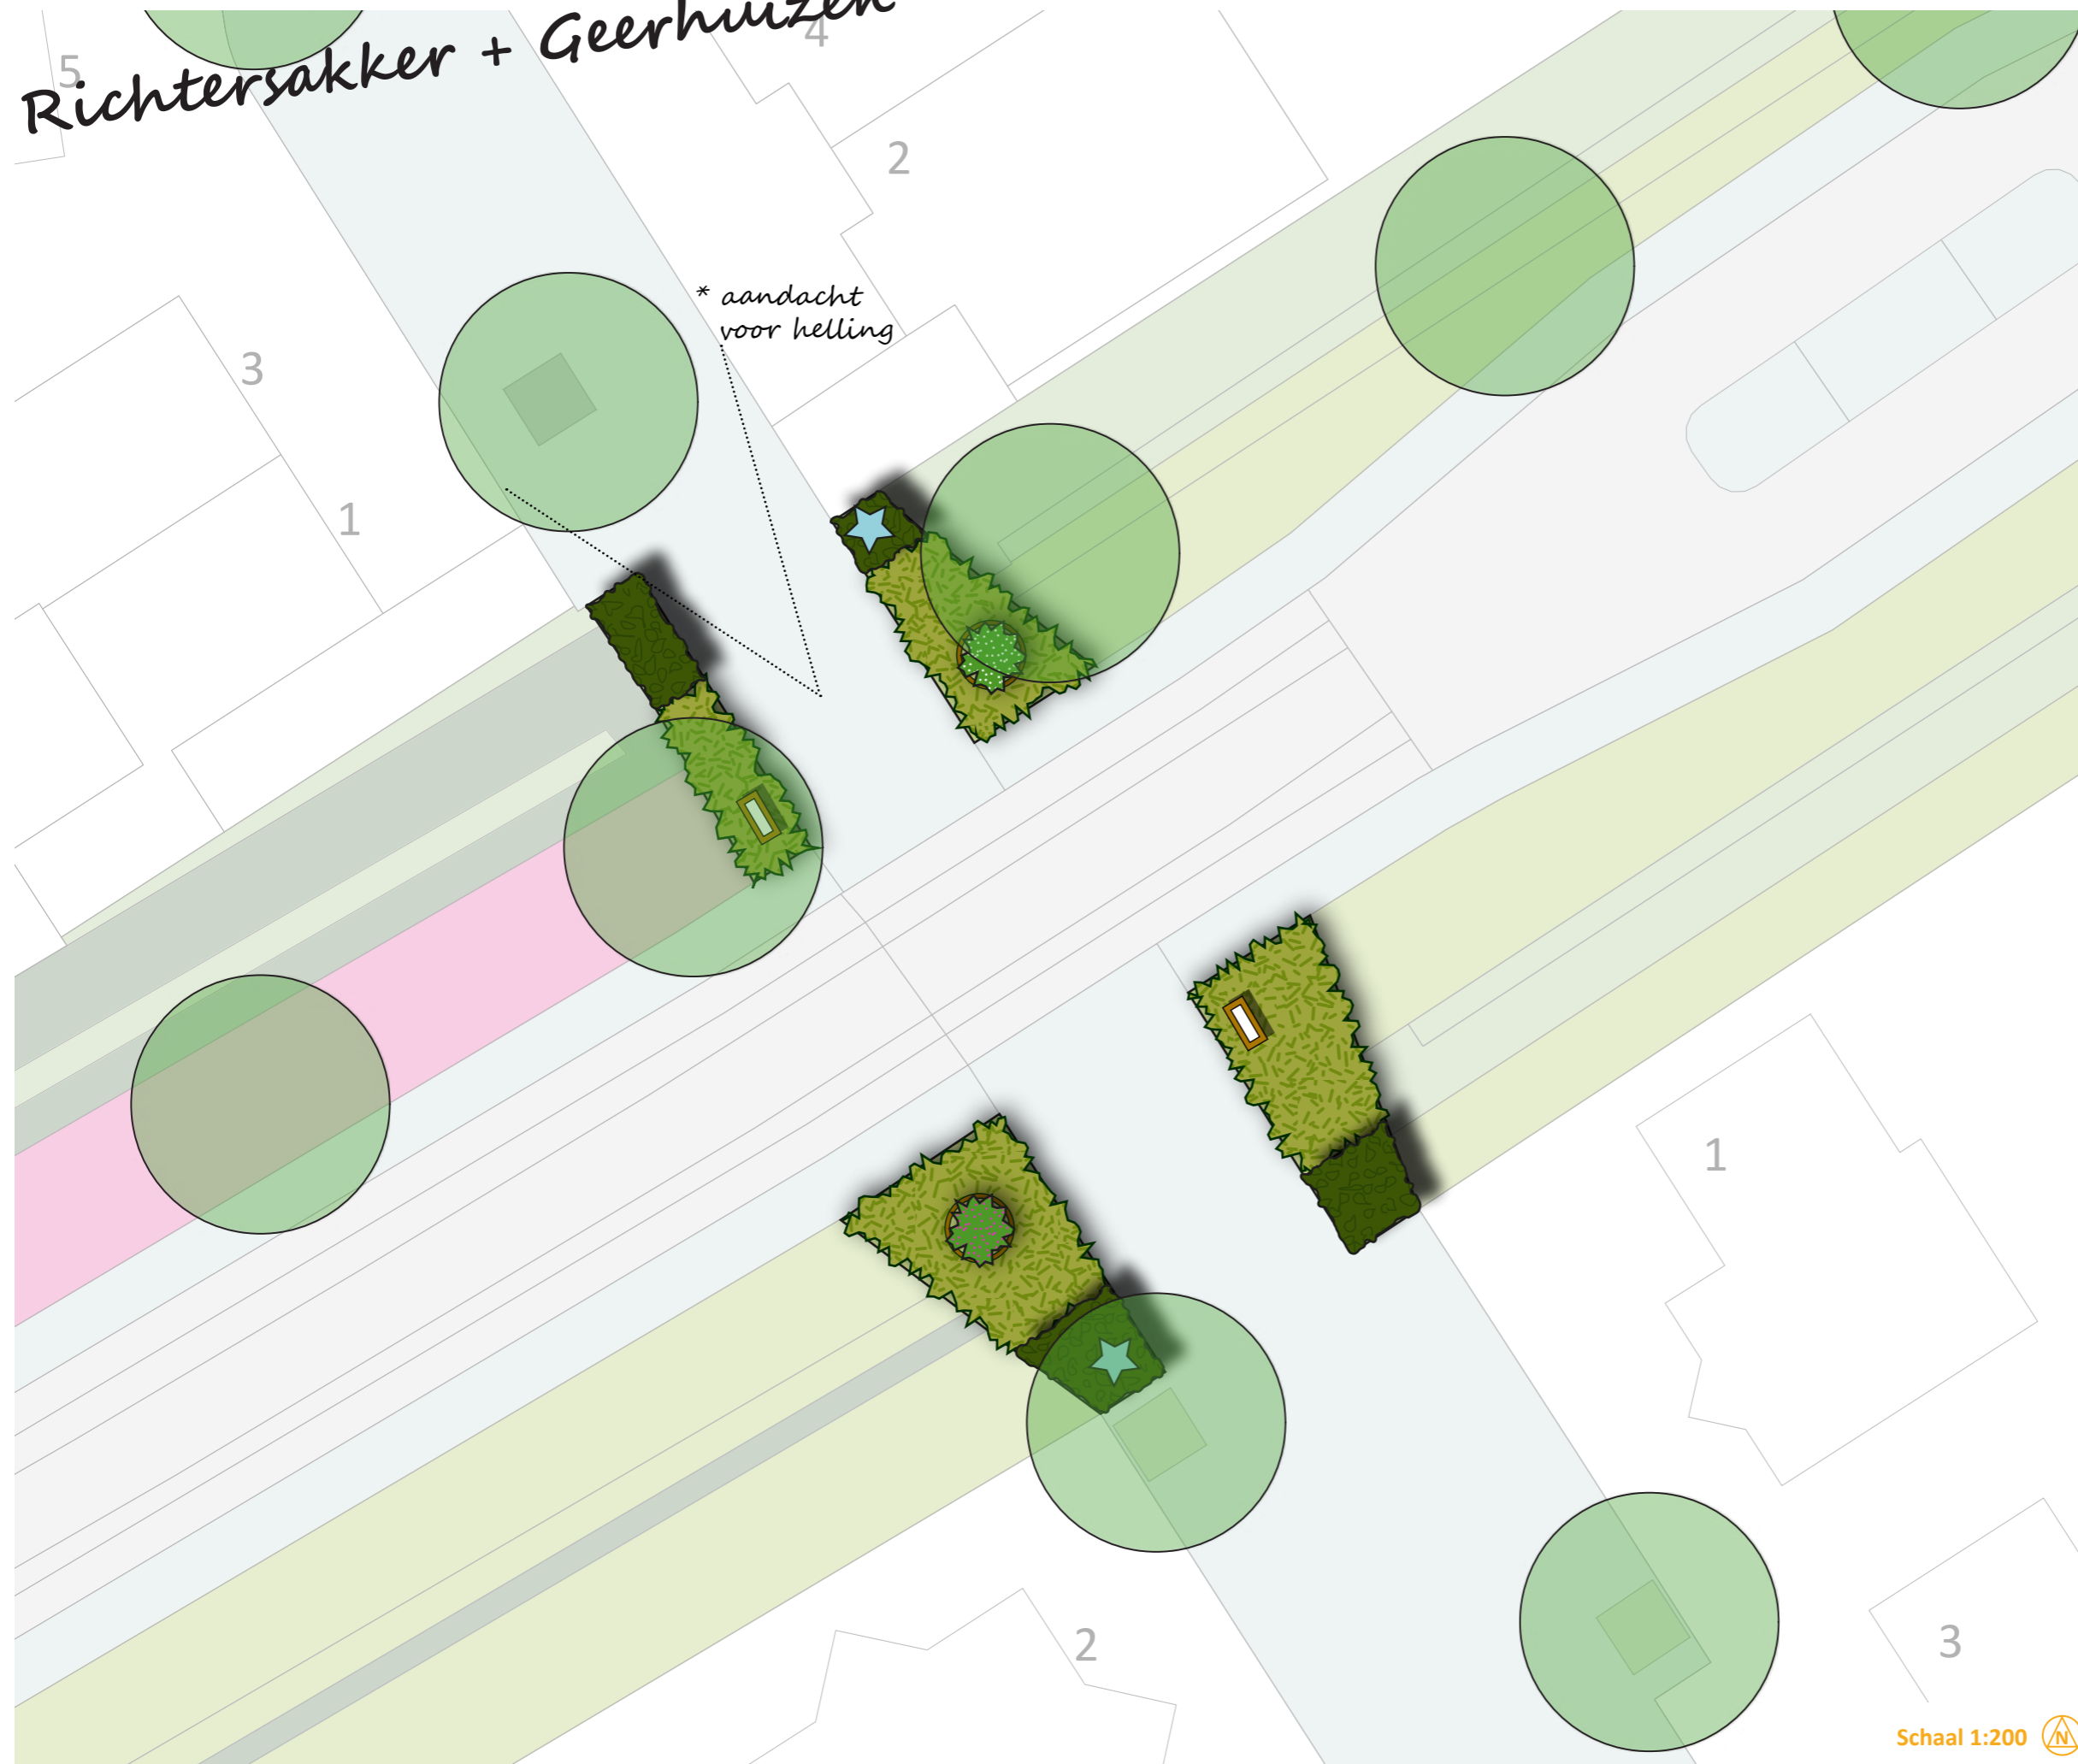 Richtersakker + Geerhuizen
5
4
2
* aandacht
voor helling
3
1
1
2
3
Schaal 1:200
N